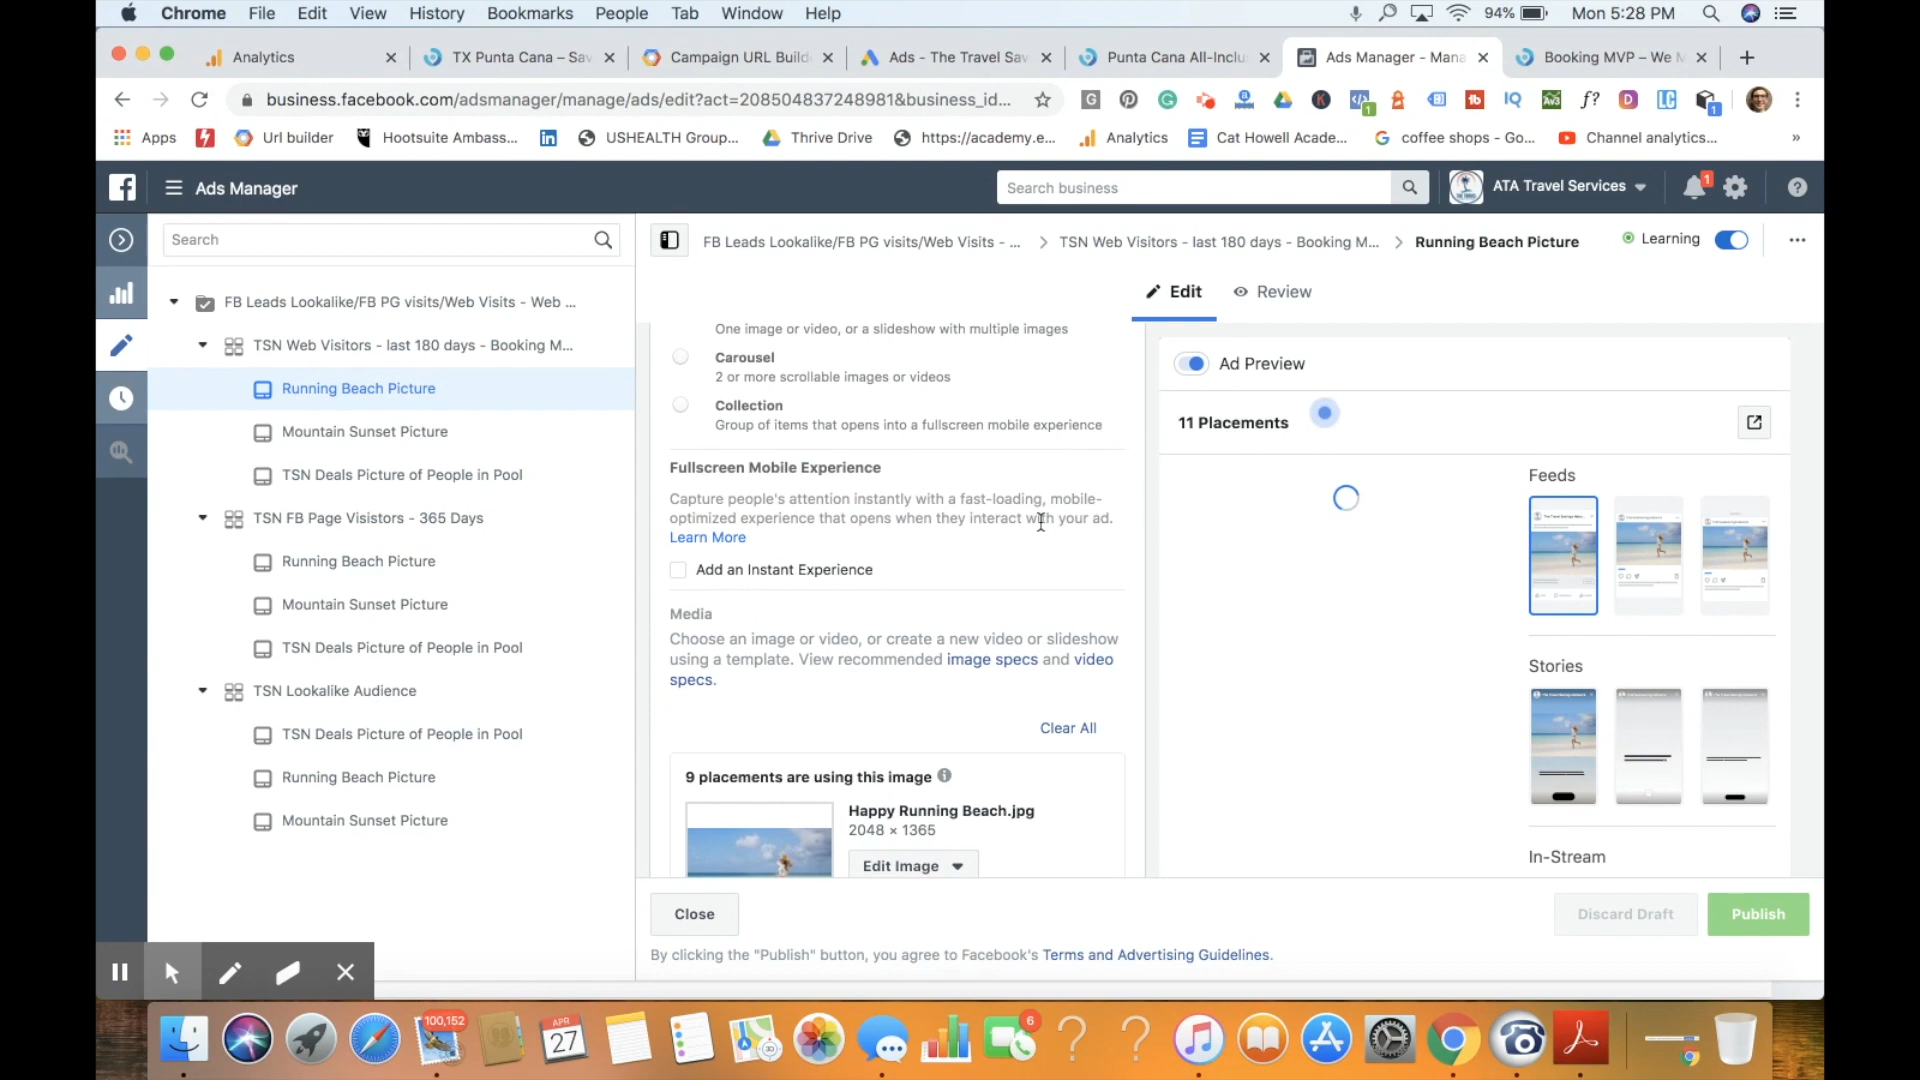 Chrome File Edit View History Bookmarks People Tab Window Help 94% Mon 5:28 PM
Analytics TX Punta Cana – Sav Campaign URL Build Ads - The Travel Sav Punta Cana All-Inclu Ads Manager - Mana Booking MVP – We M
business.facebook.com/adsmanager/manage/ads/edit?act=208504837248981&business_id...
Apps Url builder Hootsuite Ambass... USHEALTH Group... Thrive Drive https://academy.e... Analytics Cat Howell Acade... coffee shops - Go... Channel analytics... »
Ads Manager Search business ATA Travel Services 1
Search
FB Leads Lookalike/FB PG visits/Web Visits - ... TSN Web Visitors - last 180 days - Booking M... Running Beach Picture Learning
Edit Review
FB Leads Lookalike/FB PG visits/Web Visits - Web ...
TSN Web Visitors - last 180 days - Booking M...
Running Beach Picture
Mountain Sunset Picture
TSN Deals Picture of People in Pool
TSN FB Page Visistors - 365 Days
Running Beach Picture
Mountain Sunset Picture
TSN Deals Picture of People in Pool
TSN Lookalike Audience
TSN Deals Picture of People in Pool
Running Beach Picture
Mountain Sunset Picture
One image or video, or a slideshow with multiple images
Carousel
2 or more scrollable images or videos
Collection
Group of items that opens into a fullscreen mobile experience
Fullscreen Mobile Experience
Capture people's attention instantly with a fast-loading, mobile-
optimized experience that opens when they interact with your ad.
Learn More
Add an Instant Experience
Media
Choose an image or video, or create a new video or slideshow
using a template. View recommended image specs and video
specs.
Clear All
9 placements are using this image
Happy Running Beach.jpg
2048 × 1365
Edit Image
Ad Preview
11 Placements
Feeds
Stories
In-Stream
Close Discard Draft Publish
By clicking the "Publish" button, you agree to Facebook's Terms and Advertising Guidelines.
100,152 APR 27 6